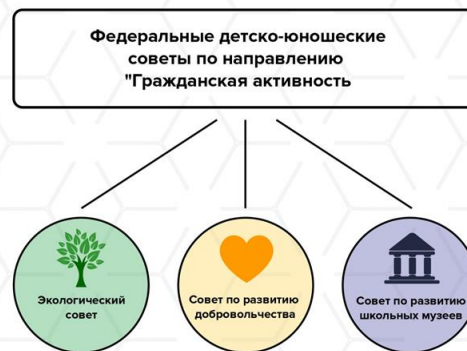 Федеральные детско-юношеские
советы по направлению
"Гражданская активность
Экологический
совет
Совет по развитию
добровольчества
Совет по развитию
школьных музеев